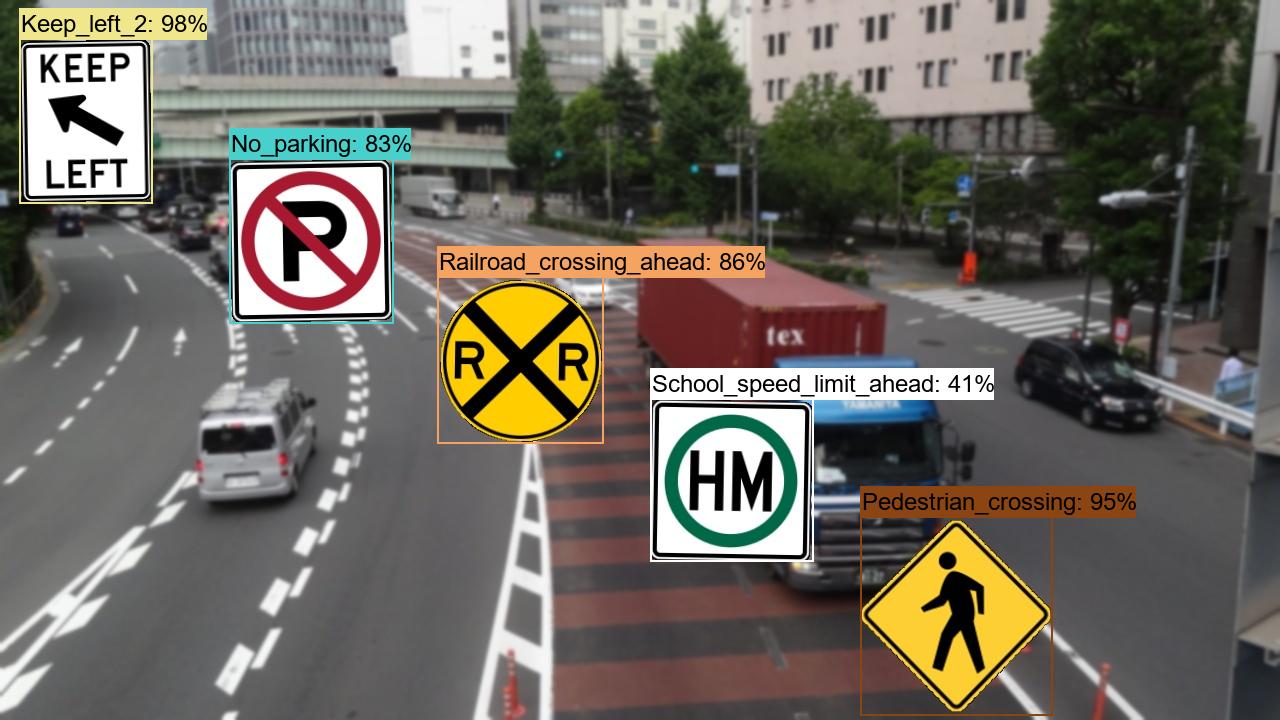 Keep_left_2: 98%
KEEP
LEFT
No_parking: 83%
P
Railroad_crossing_ahead: 86%
R R
tex
School_speed_limit_ahead: 41%
HM
Pedestrian_crossing: 95%